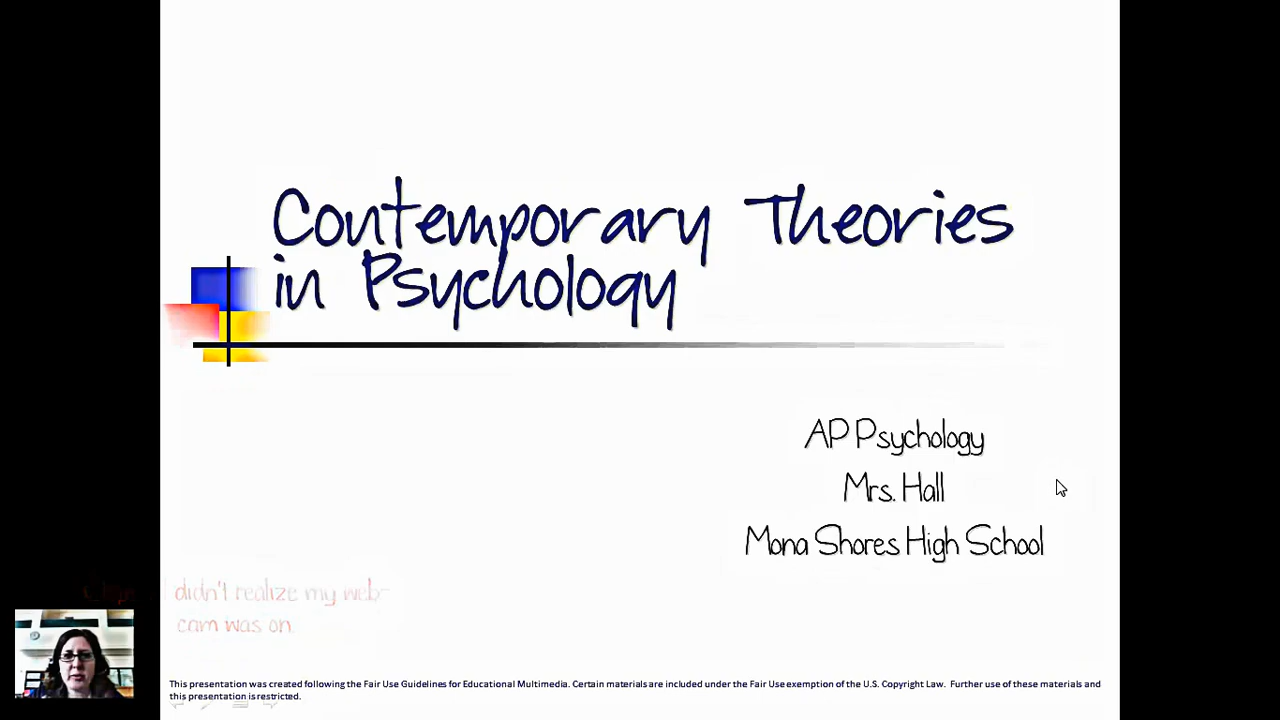 Contemporary Theories
in Psychology
AP Psychology
Mrs. Hall
Mona Shores High School
I didn't realize my web-
cam was on.
This presentation was created following the Fair Use Guidelines for Educational Multimedia. Certain materials are included under the Fair Use exemption of the U.S. Copyright Law. Further use of these materials and
this presentation is restricted.